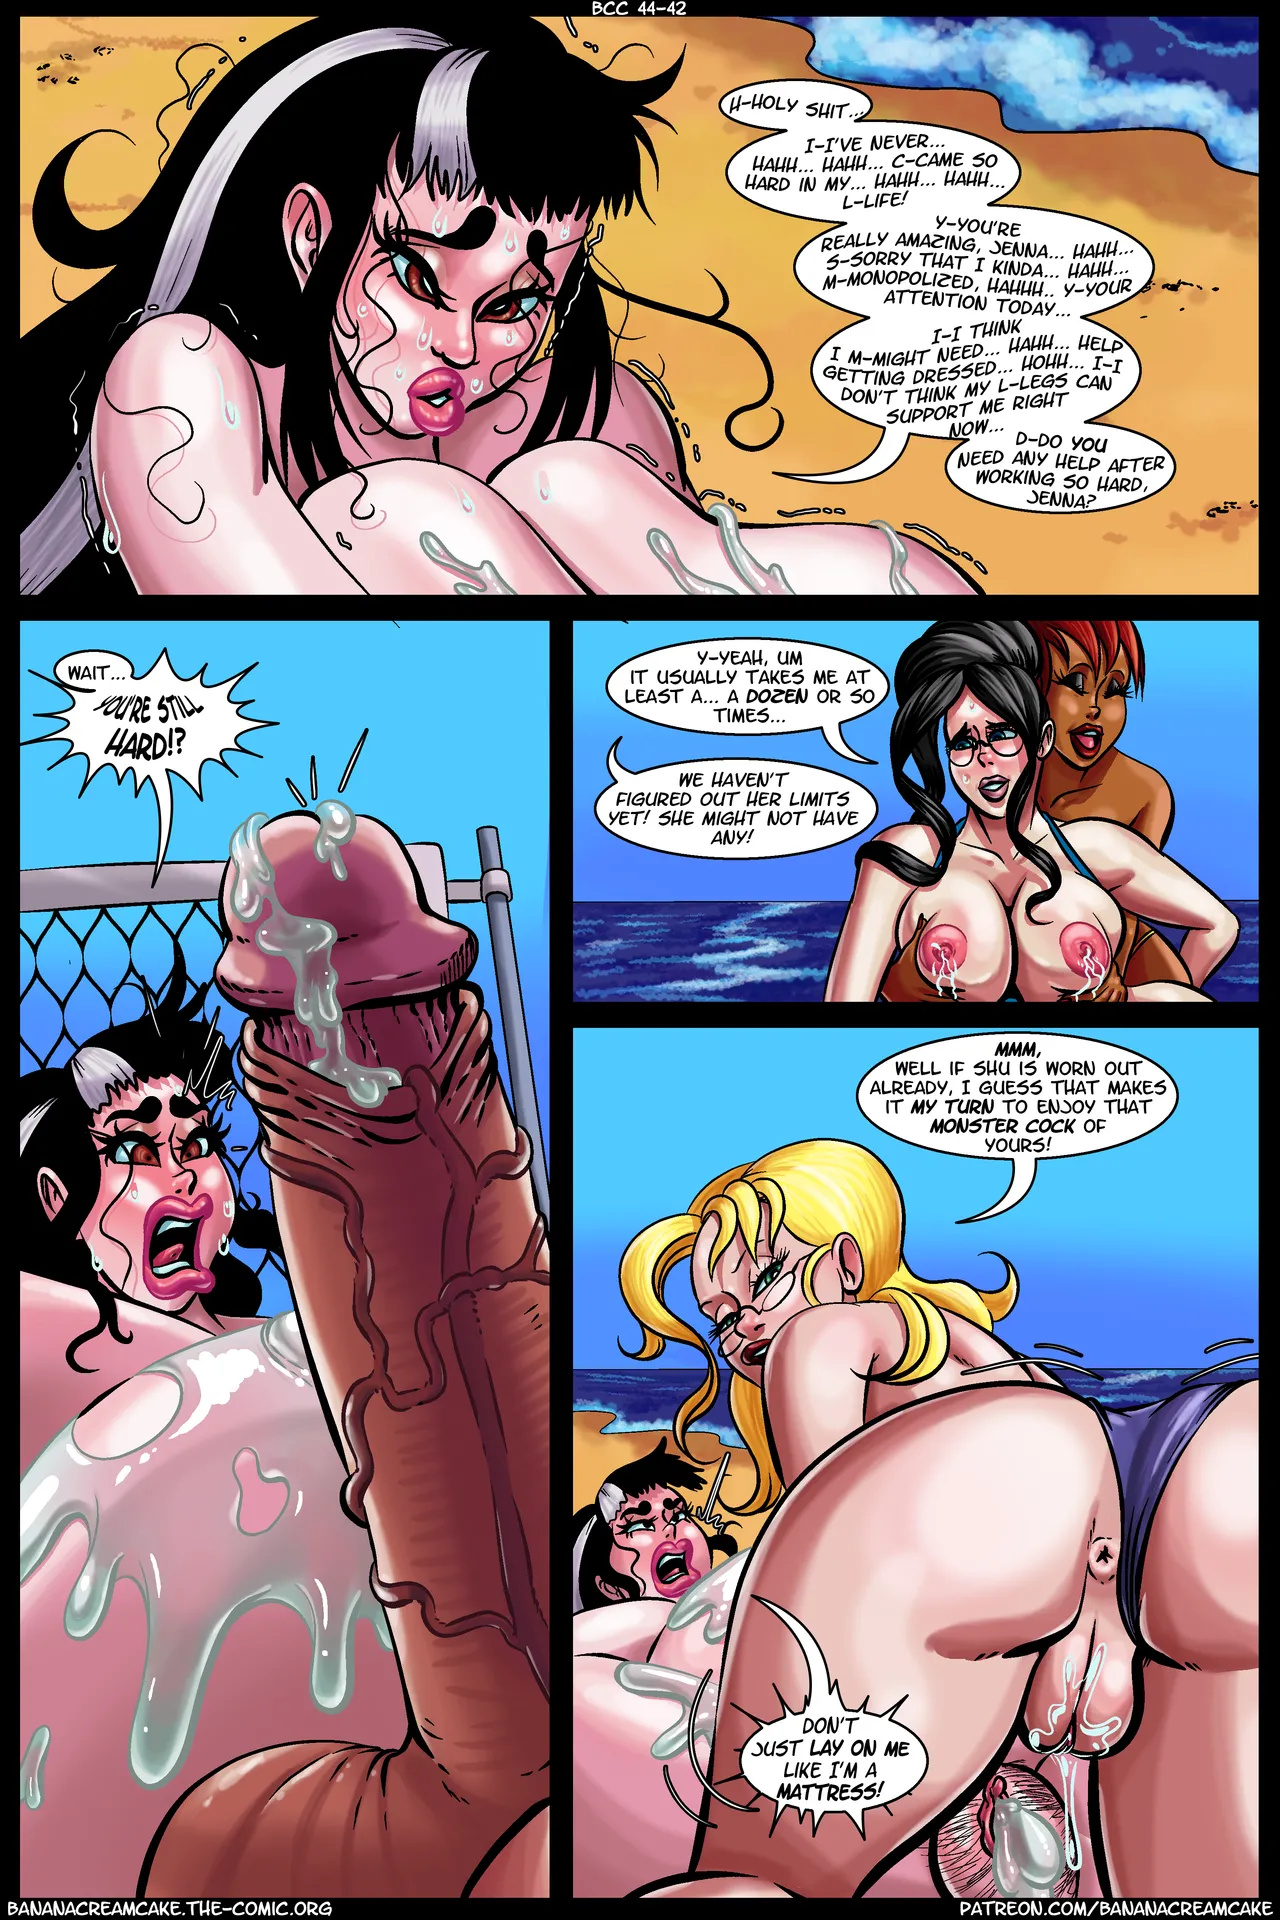 BCC 44-42
H-HOLY SHIT...
I-I'VE NEVER...
HAHH... HAHH... C-CAME SO
HARD IN MY... HAHH... HAHH...
L-LIFE!
Y-YOU'RE
REALLY AMAZING, JENNA... HAHH...
S-SORRY THAT I KINDA... HAHH...
M-MONOPOLIZED, HAHHH.. Y-YOUR
ATTENTION TODAY...
I-I THINK
I M-MIGHT NEED... HAHH... HELP
GETTING DRESSED... HOHH... I-I
DON'T THINK MY L-LEGS CAN
SUPPORT ME RIGHT
NOW...
D-DO YOU
NEED ANY HELP AFTER
WORKING SO HARD,
JENNA?
WAIT...
YOU'RE STILL
HARD!?
Y-YEAH, UM
IT USUALLY TAKES ME AT
LEAST A... A DOZEN OR SO
TIMES...
WE HAVEN'T
FIGURED OUT HER LIMITS
YET! SHE MIGHT NOT HAVE
ANY!
MMM,
WELL IF SHU IS WORN OUT
ALREADY, I GUESS THAT MAKES
IT MY TURN TO ENJOY THAT
MONSTER COCK OF
YOURS!
DON'T
JUST LAY ON ME
LIKE I'M A
MATTRESS!
BANANACREAMCAKE.THE-COMIC.ORG
PATREON.COM/BANANACREAMCAKE